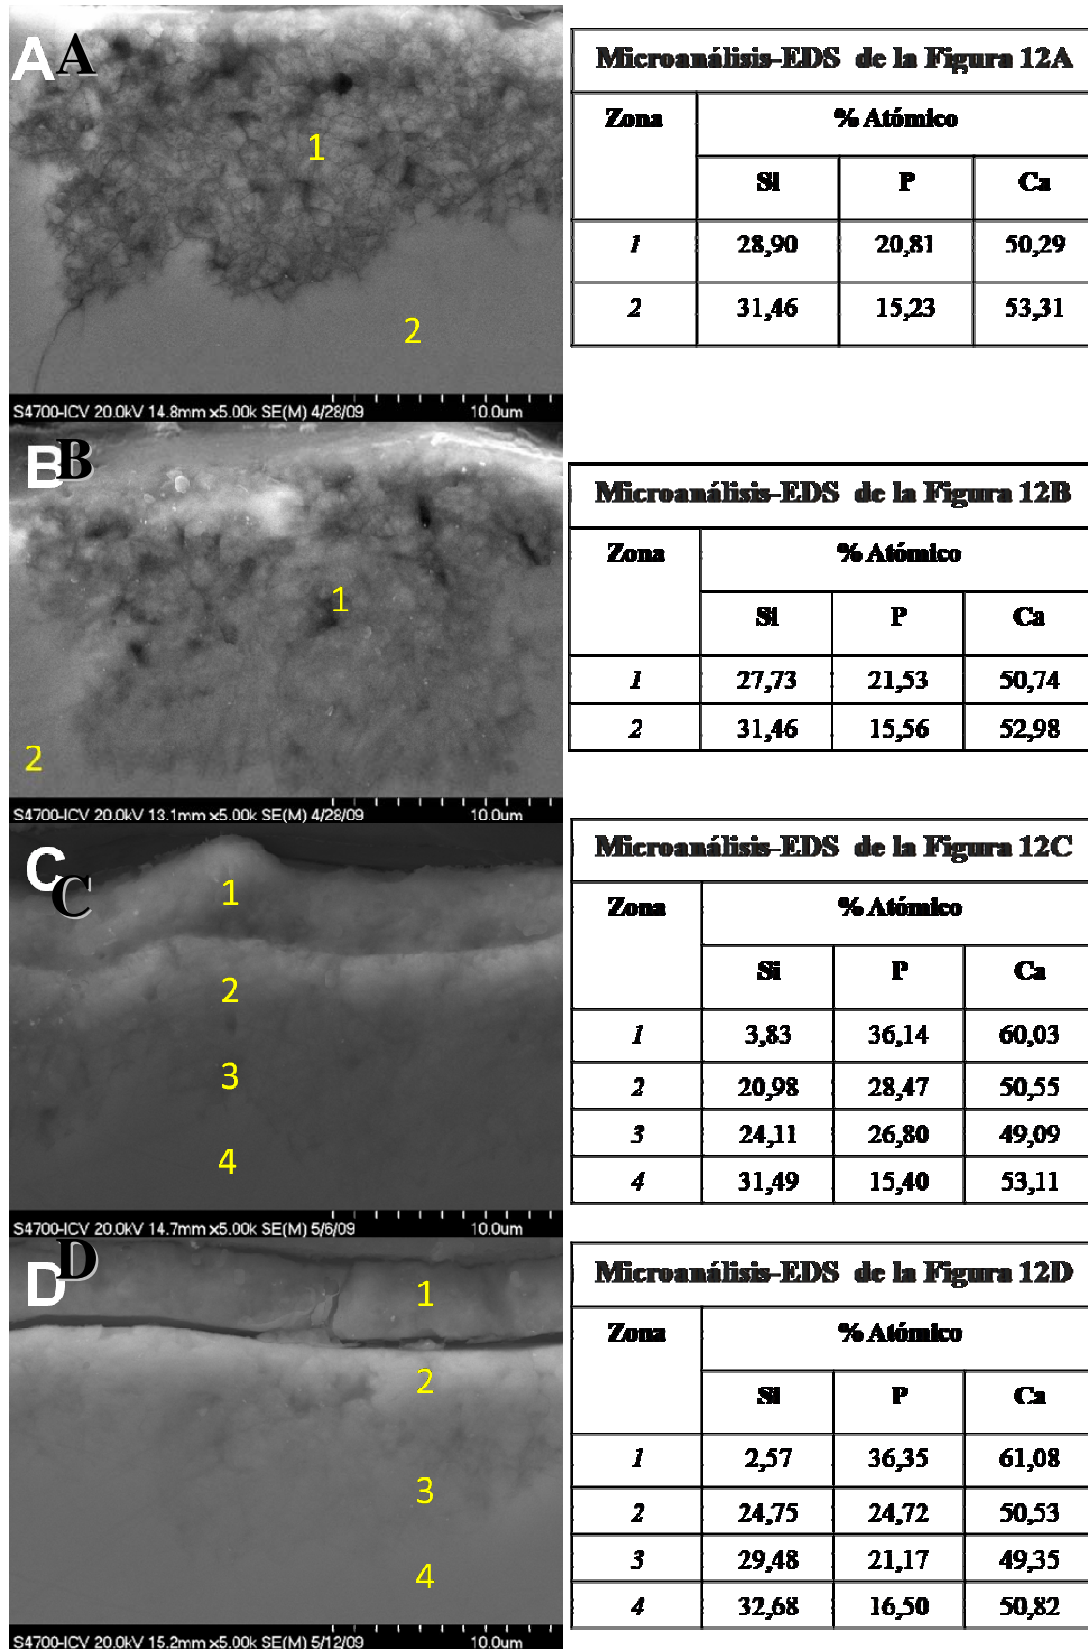 A A
1
2
S4700-ICV 20.0kV 14.8mm x5.00k SE(M) 4/28/09 10.0um
Microanálisis-EDS de la Figura 12A
Zona % Atómico
Si P Ca
1 28,90 20,81 50,29
2 31,46 15,23 53,31
B B
1
2
S4700-ICV 20.0kV 13.1mm x5.00k SE(M) 4/28/09 10.0um
Microanálisis-EDS de la Figura 12B
Zona % Atómico
Si P Ca
1 27,73 21,53 50,74
2 31,46 15,56 52,98
C C
1
2
3
4
S4700-ICV 20.0kV 14.7mm x5.00k SE(M) 5/6/09 10.0um
Microanálisis-EDS de la Figura 12C
Zona % Atómico
Si P Ca
1 3,83 36,14 60,03
2 20,98 28,47 50,55
3 24,11 26,80 49,09
4 31,49 15,40 53,11
D D
1
2
3
4
S4700-ICV 20.0kV 15.2mm x5.00k SE(M) 5/12/09 10.0um
Microanálisis-EDS de la Figura 12D
Zona % Atómico
Si P Ca
1 2,57 36,35 61,08
2 24,75 24,72 50,53
3 29,48 21,17 49,35
4 32,68 16,50 50,82